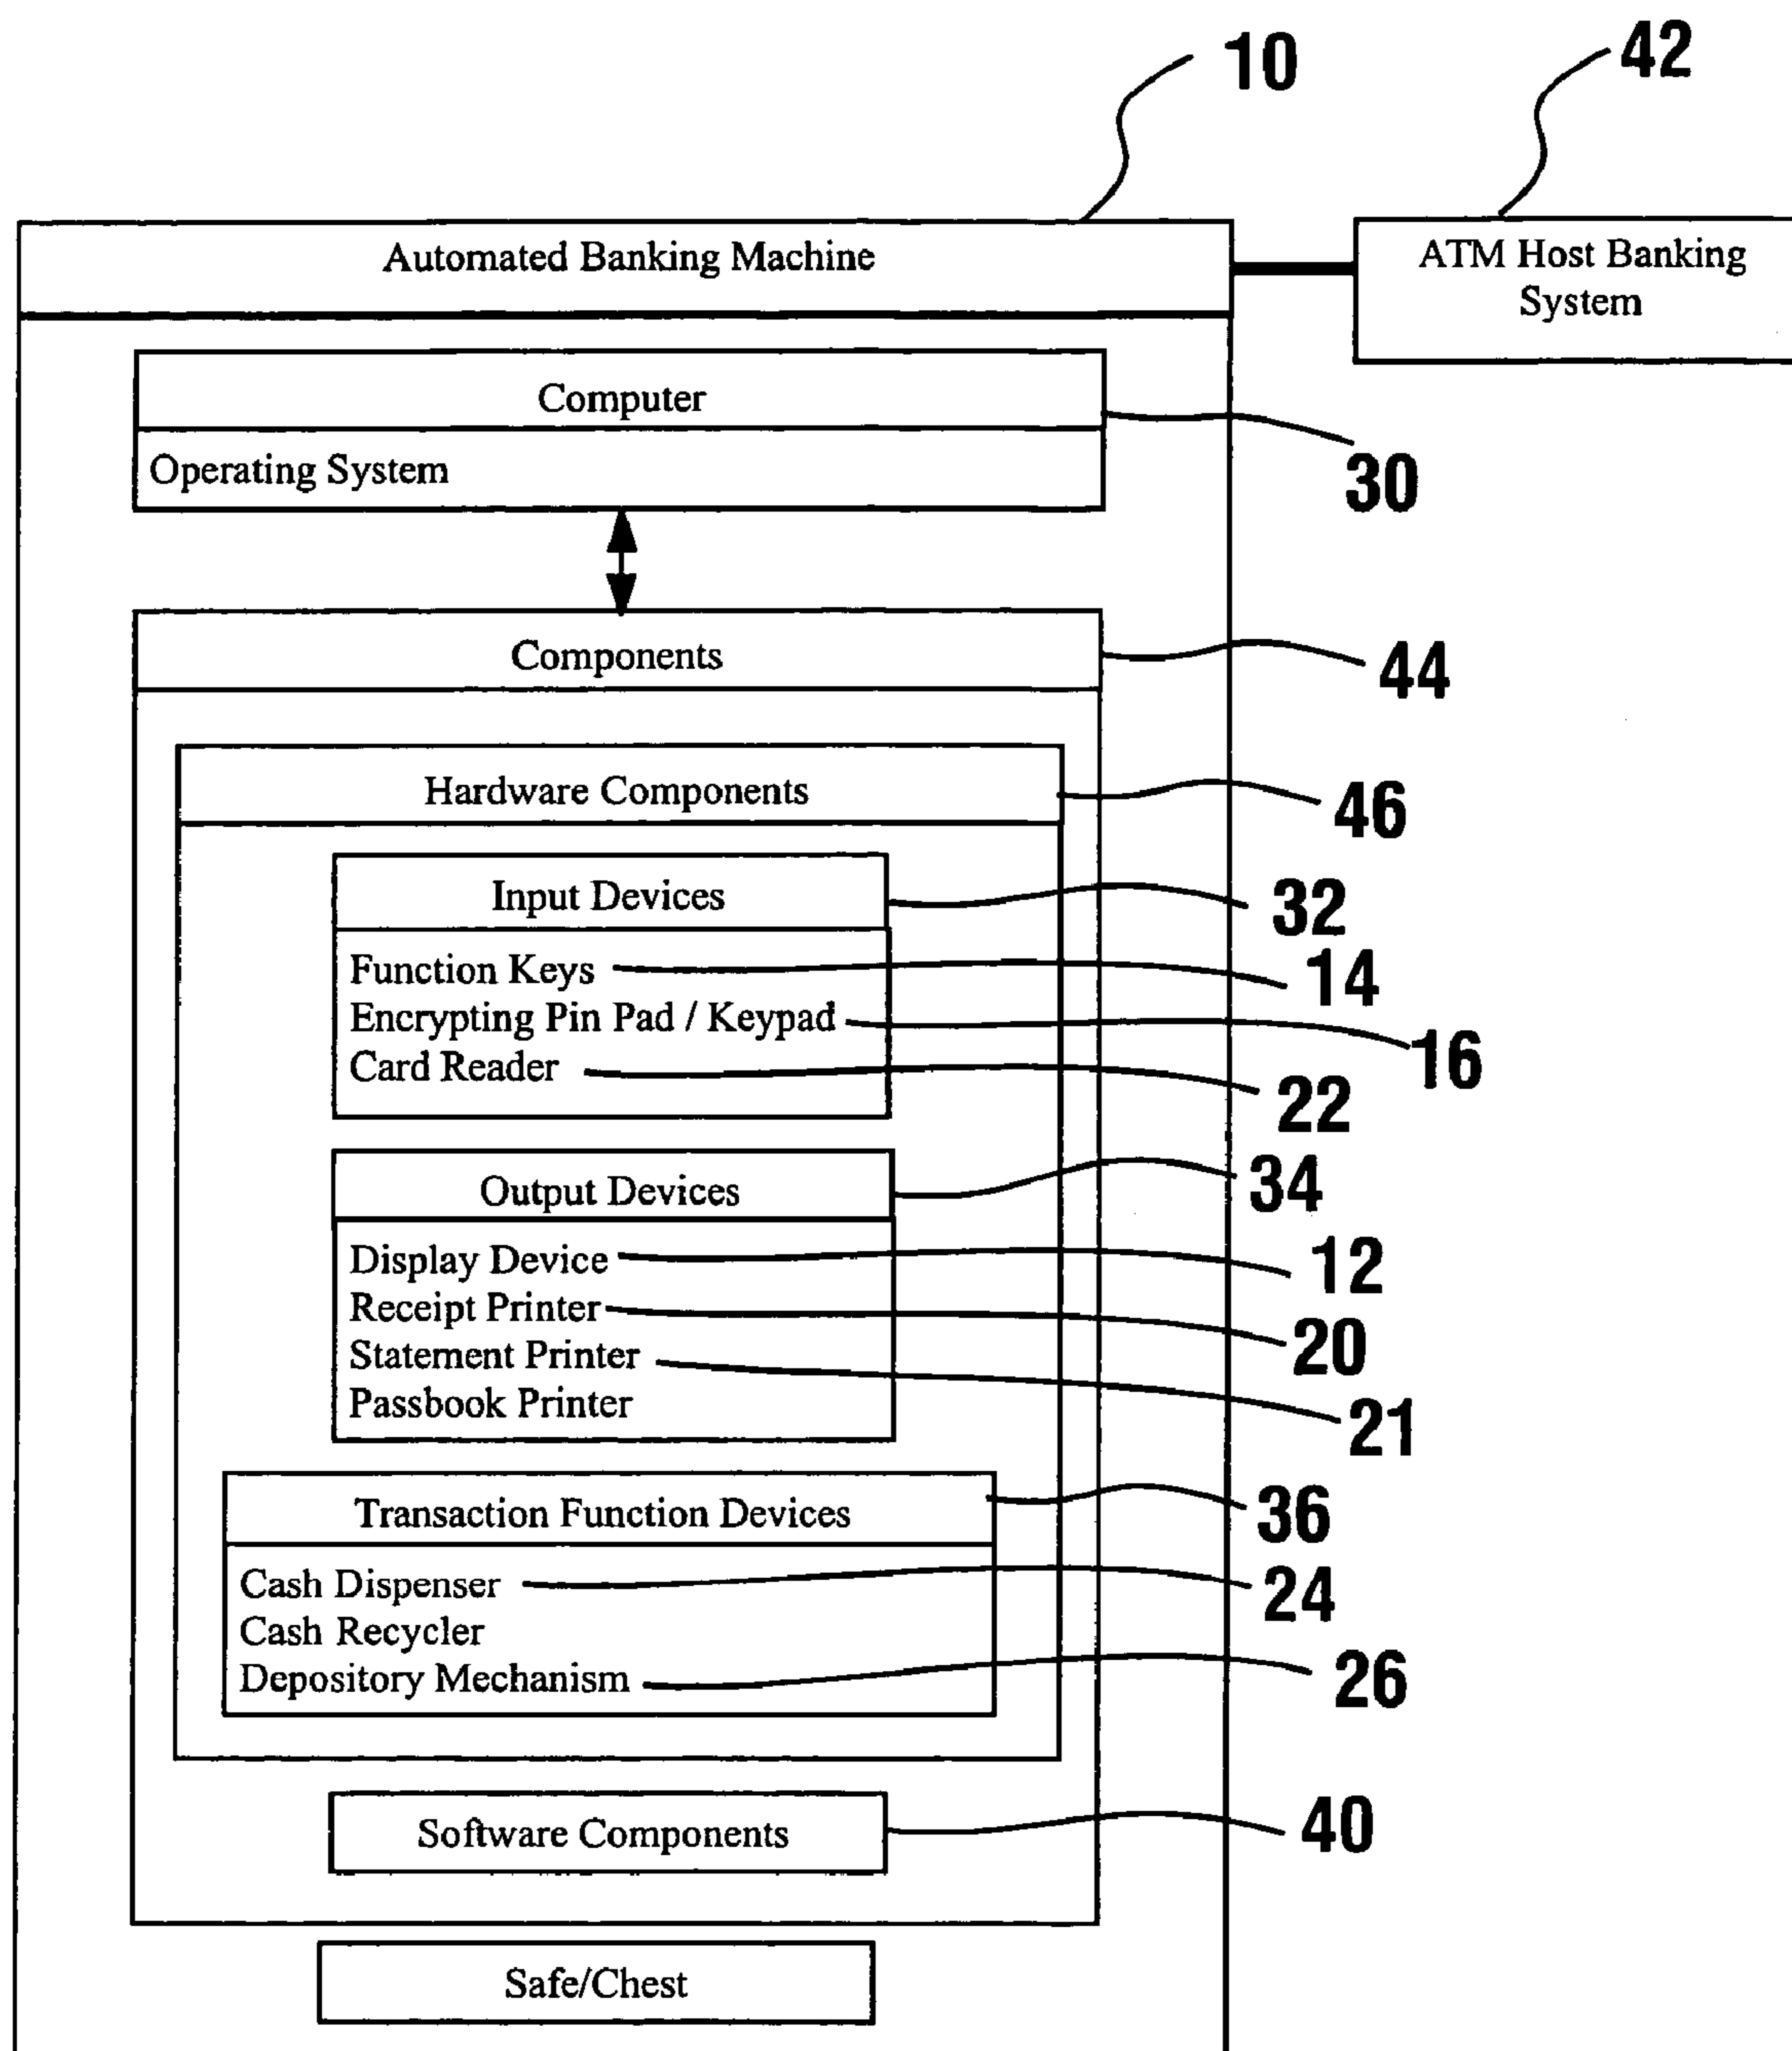 10
42
Automated Banking Machine
ATM Host Banking
System
Computer
30
Operating System
Components
44
Hardware Components
46
Input Devices
32
Function Keys
14
Encrypting Pin Pad / Keypad
16
Card Reader
22
Output Devices
34
Display Device
12
Receipt Printer
20
Statement Printer
21
Passbook Printer
Transaction Function Devices
36
Cash Dispenser
24
Cash Recycler
Depository Mechanism
26
Software Components
40
Safe/Chest